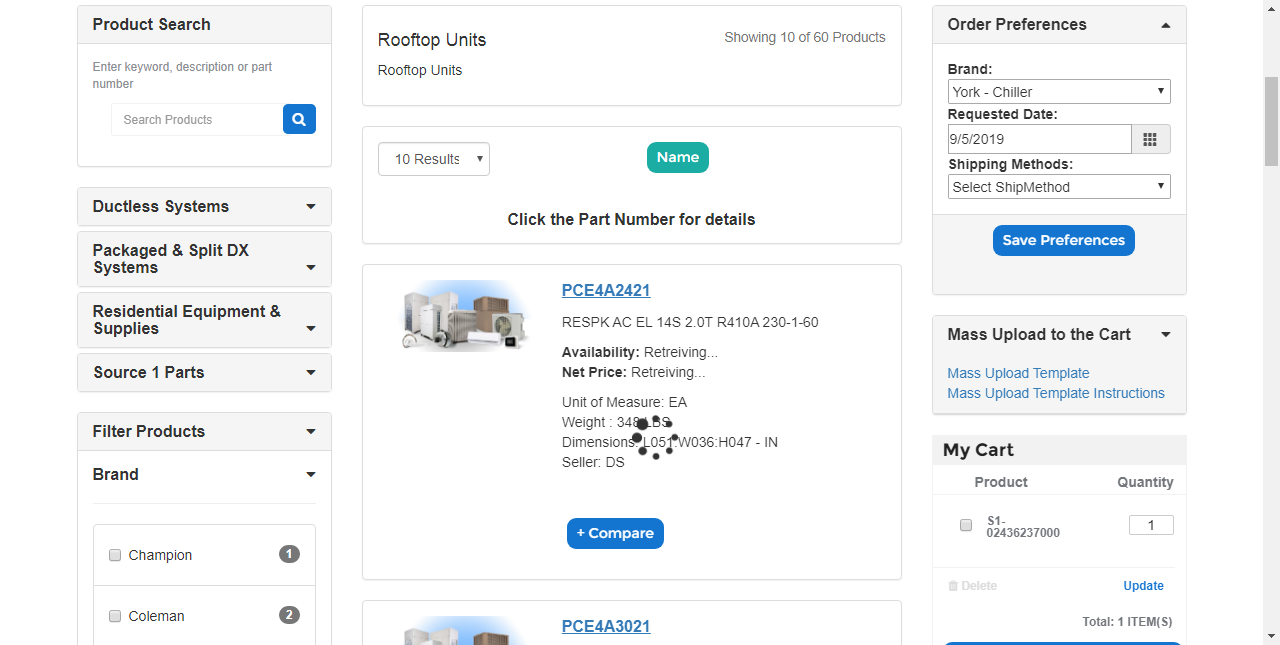 Product Search
Enter keyword, description or part
number
Search Products
Ductless Systems
Packaged & Split DX
Systems
Residential Equipment &
Supplies
Source 1 Parts
Filter Products
Brand
Champion
1
Coleman
2
Rooftop Units
Showing 10 of 60 Products
Rooftop Units
10 Results
Name
Click the Part Number for details
PCE4A2421
RESPK AC EL 14S 2.0T R410A 230-1-60
Availability: Retreiving...
Net Price: Retreiving...
Unit of Measure: EA
Weight : 348 LBS
Dimensions: L051:W036:H047 - IN
Seller: DS
+ Compare
PCE4A3021
Order Preferences
Brand:
York - Chiller
Requested Date:
9/5/2019
Shipping Methods:
Select ShipMethod
Save Preferences
Mass Upload to the Cart
Mass Upload Template
Mass Upload Template Instructions
My Cart
Product Quantity
S1-
02436237000
1
Delete
Update
Total: 1 ITEM(S)